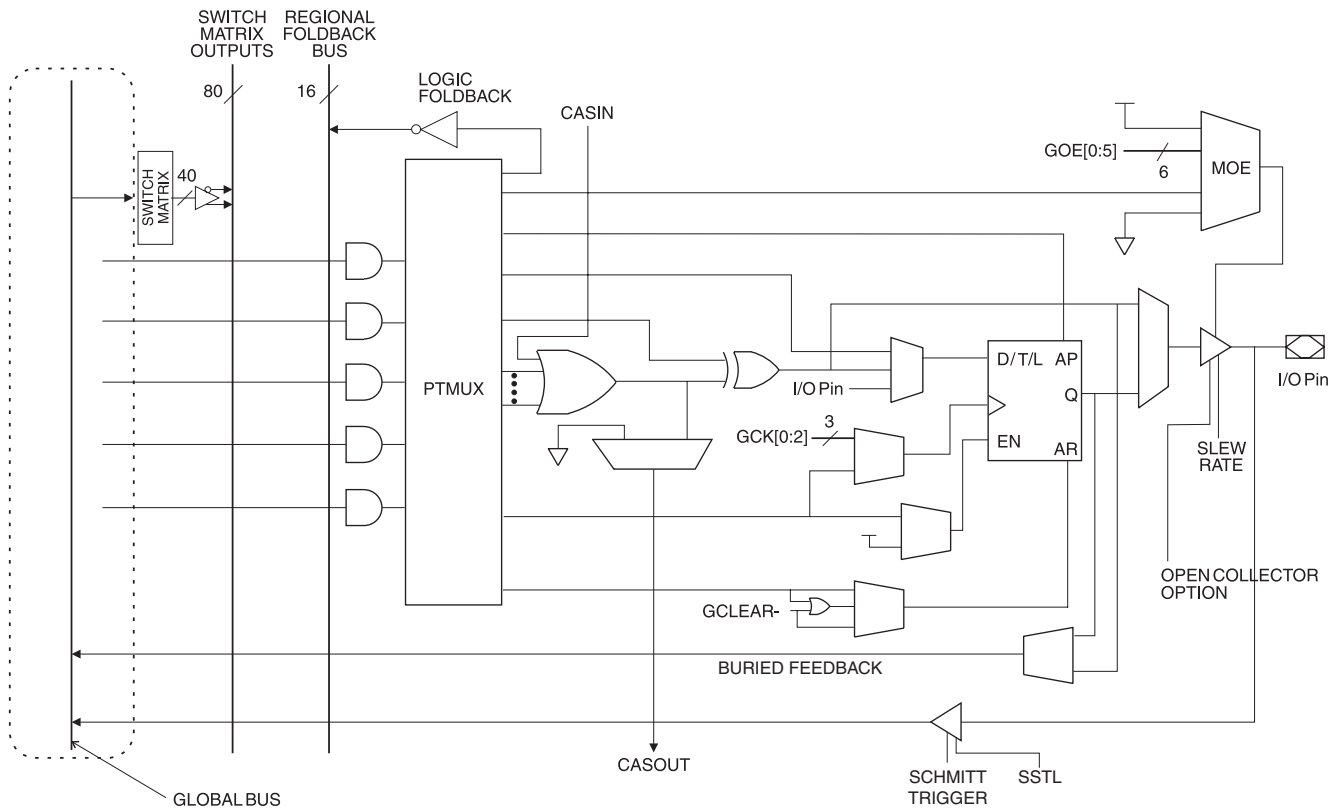 SWITCH
MATRIX
OUTPUTS
REGIONAL
FOLDBACK
BUS
80
16
LOGIC
FOLDBACK
CASIN
GOE[0:5]
6
MOE
SWITCH
MATRIX
40
PTMUX
D/T/L
AP
Q
EN
AR
I/O Pin
I/O Pin
GCK[0:2]
3
SLEW
RATE
OPEN COLLECTOR
OPTION
GCLEAR-
BURIED FEEDBACK
CASOUT
SCHMITT
TRIGGER
SSTL
GLOBAL BUS